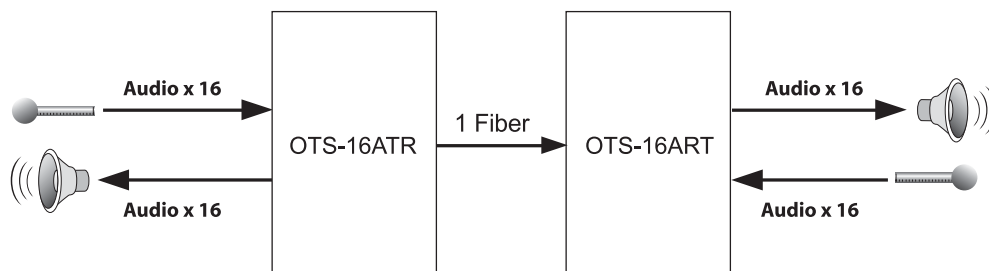 Audio x 16
Audio x 16
OTS-16ATR
1 Fiber
OTS-16ART
Audio x 16
Audio x 16